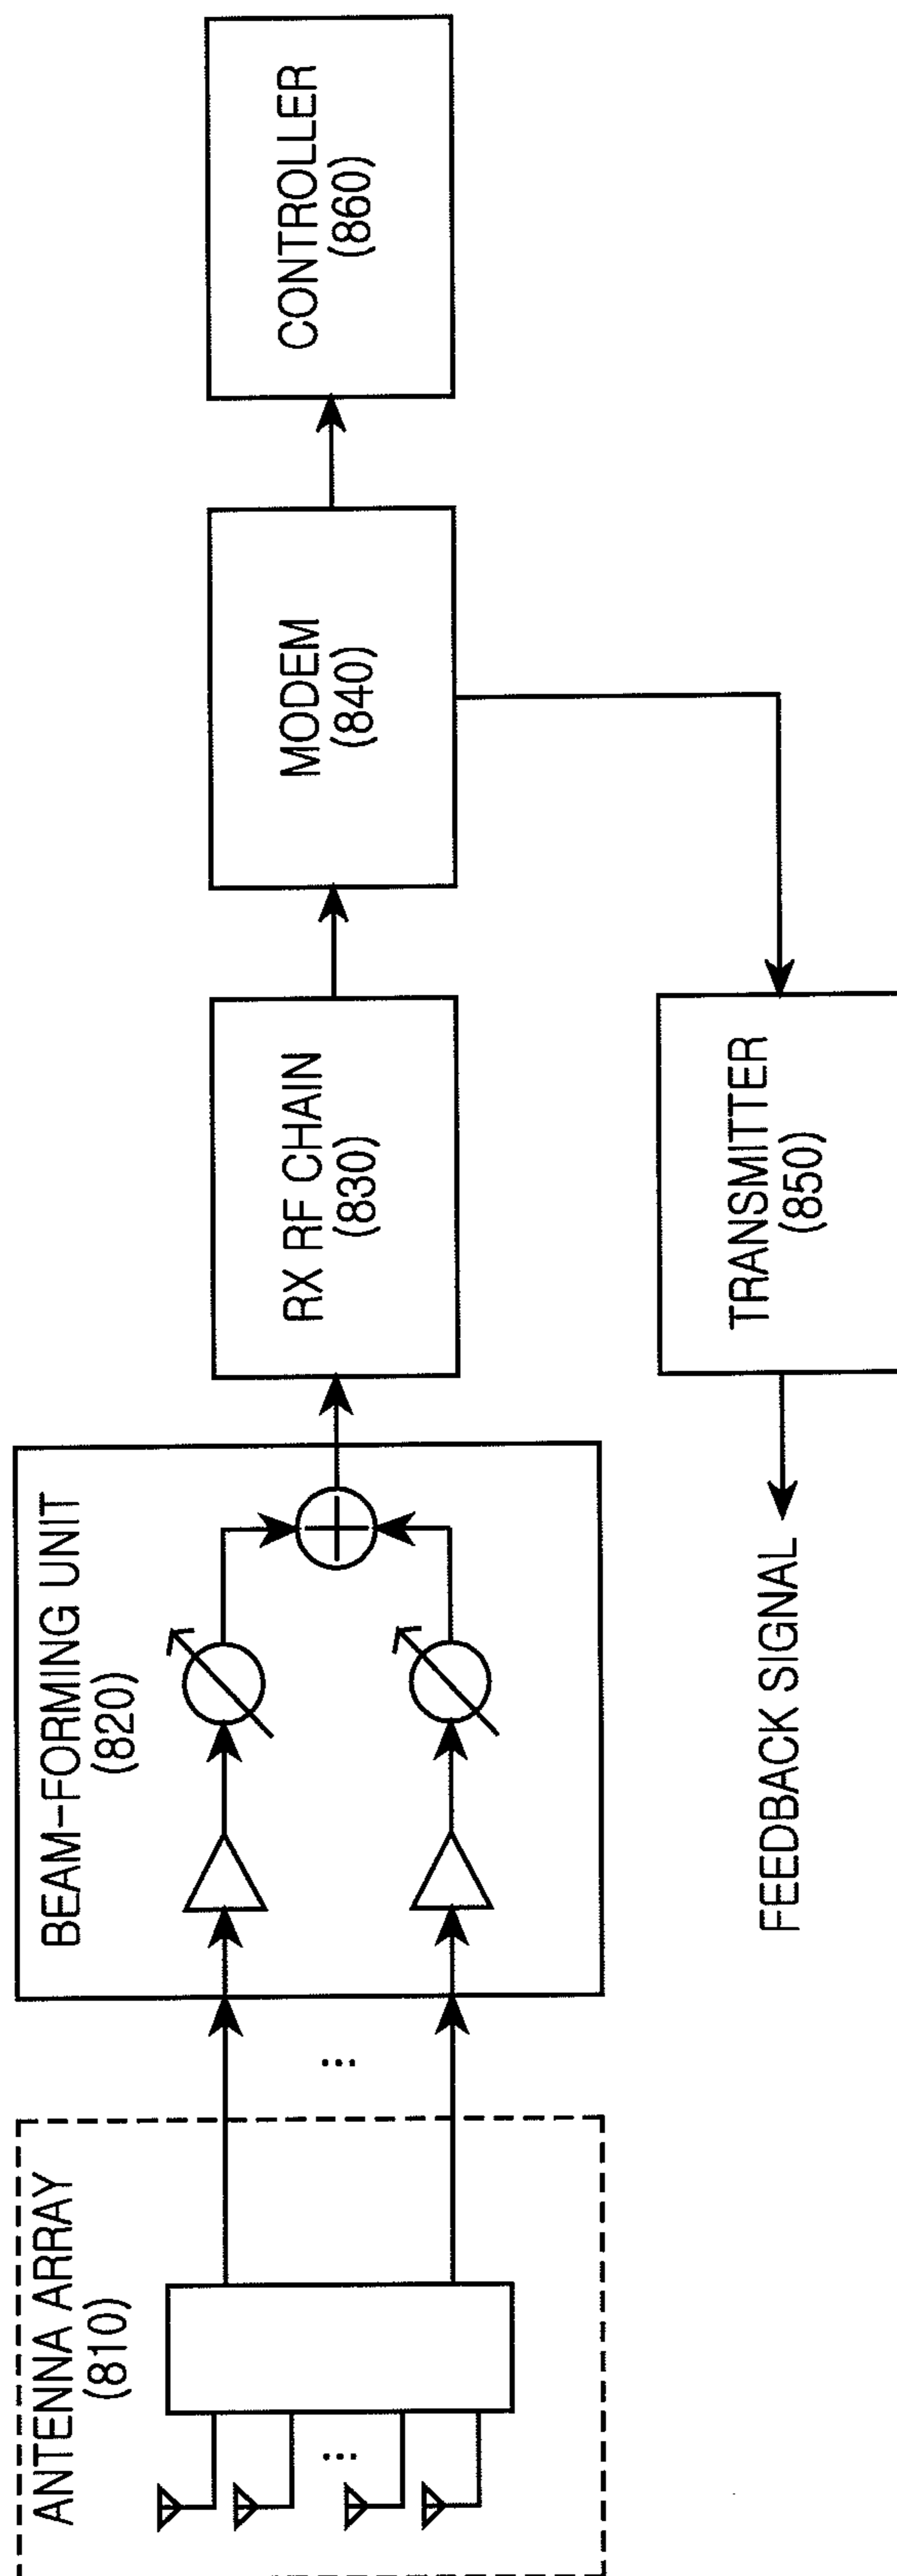 ANTENNA ARRAY
(810)
...
...
BEAM-FORMING UNIT
(820)
RX RF CHAIN
(830)
MODEM
(840)
CONTROLLER
(860)
FEEDBACK SIGNAL
TRANSMITTER
(850)